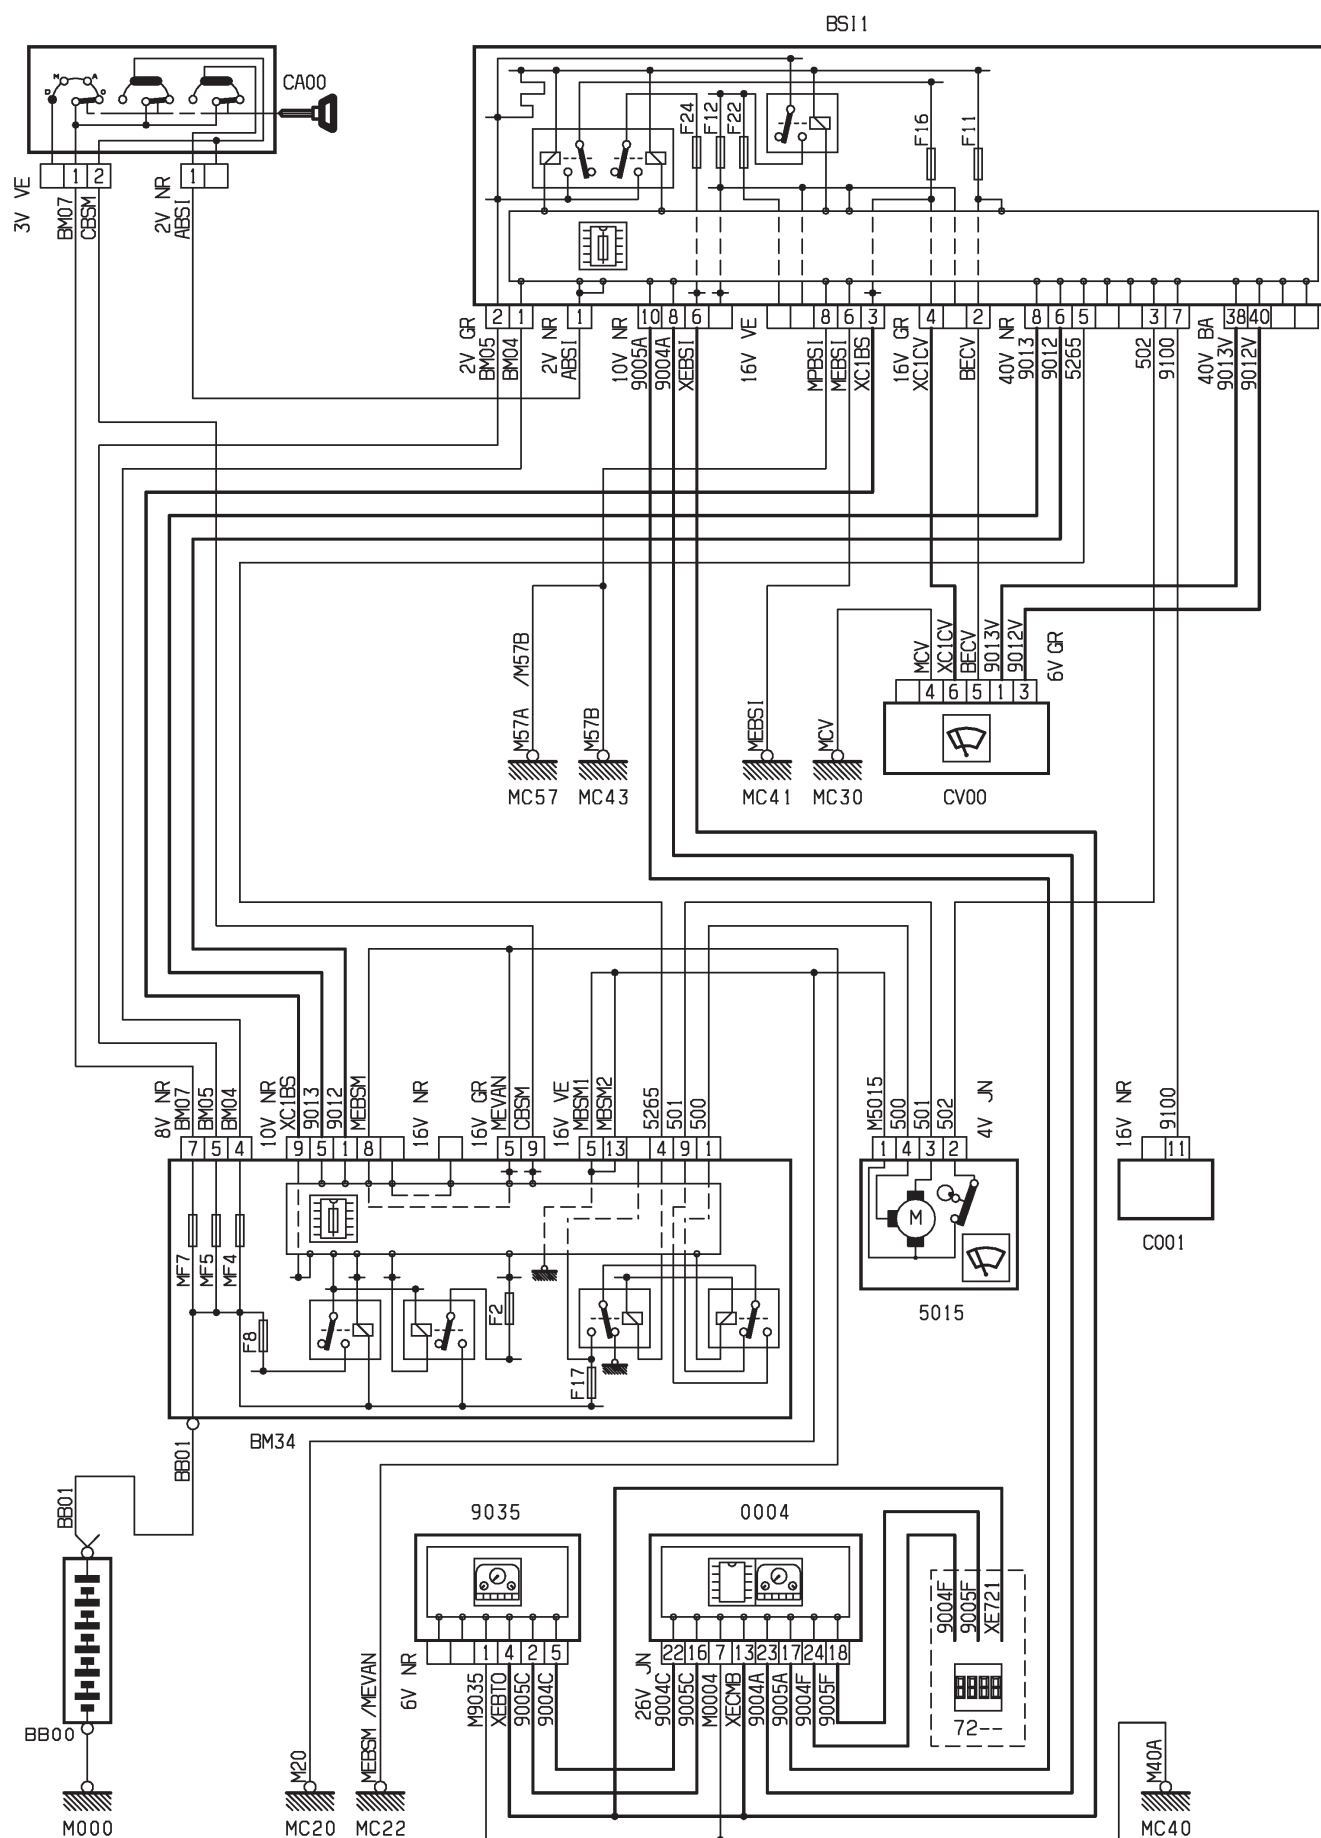 BSI1
CA00
N
A
D
1
2
1
3V VE
BM07
CBSM
2V NR
ABSI
F24
F12
F22
F16
F11
2
1
1
10
8
6
8
6
3
4
2
8
6
5
3
7
38
40
2V GR
BM05
BM04
2V NR
ABSI
10V NR
9005A
9004A
XEBSI
16V VE
MPBSI
MEBSI
XC1BS
16V GR
XC1CV
BECV
40V NR
9013
9012
5265
502
9100
40V BA
9013V
9012V
M57A /M57B
M57B
MEBSI
MCV
MC57
MC43
MC41
MC30
MCV
XC1CV
BECV
9013V
9012V
6V GR
4
6
5
1
3
CV00
8V NR
BM07
BM05
BM04
10V NR
XC1BS
9013
9012
MEBSM
16V NR
16V GR
MEVAN
CBSM
16V VE
MBSM1
MBSM2
5265
501
500
M5015
500
501
502
4V JN
16V NR
9100
7
5
4
9
5
1
8
5
9
5
13
4
9
1
1
4
3
2
11
MF7
MF5
MF4
F8
F2
F17
M
5015
C001
BM34
BB01
BB01
BB00
M000
M20
MC20
MEBSM /MEVAN
MC22
9035
1
4
2
5
6V NR
M9035
XEBTO
9005C
9004C
0004
22
16
7
13
23
17
24
18
26V JN
9004C
9005C
M0004
XECMB
9004A
9005A
9004F
9005F
9004F
9005F
XE721
72--
M40A
MC40